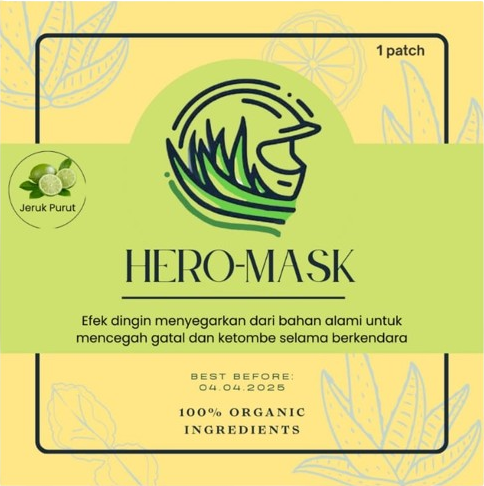 1 patch
Jeruk Purut
HERO-MASK
Efek dingin menyegarkan dari bahan alami untuk
mencegah gatal dan ketombe selama berkendara
BEST BEFORE:
04.04.2025
100% ORGANIC
INGREDIENTS